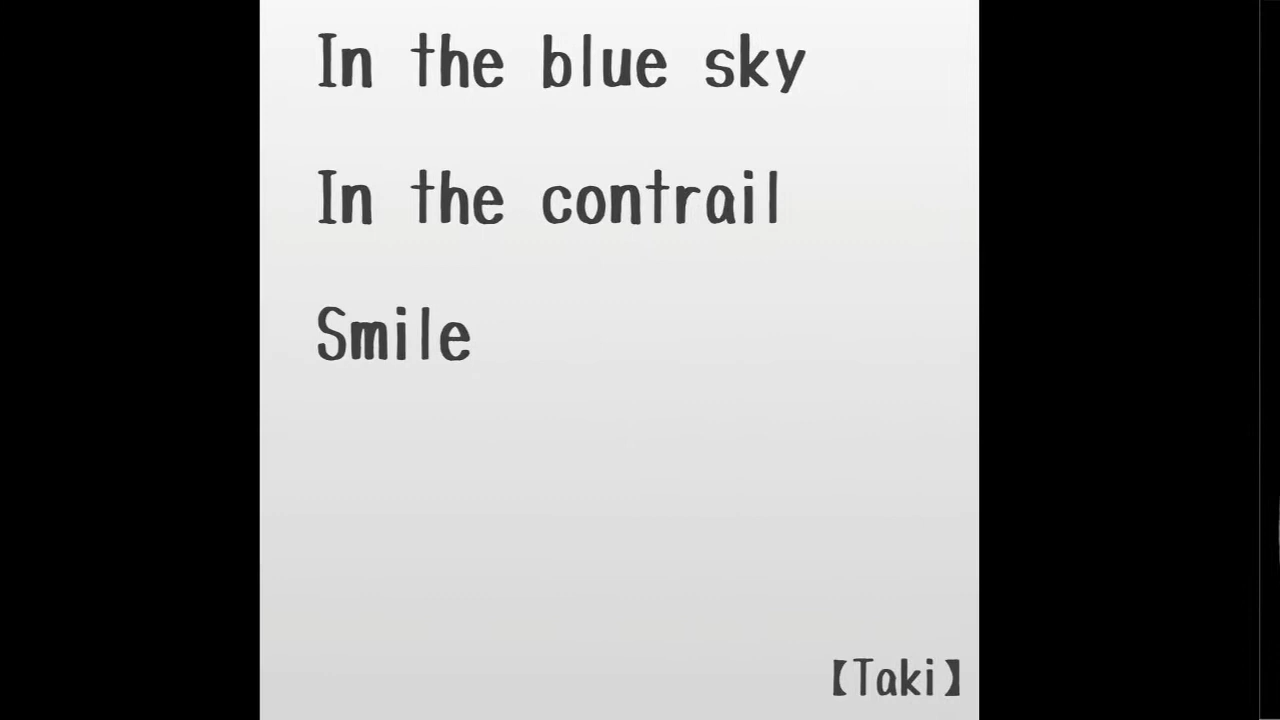 In the blue sky
In the contrail
Smile
【Taki】